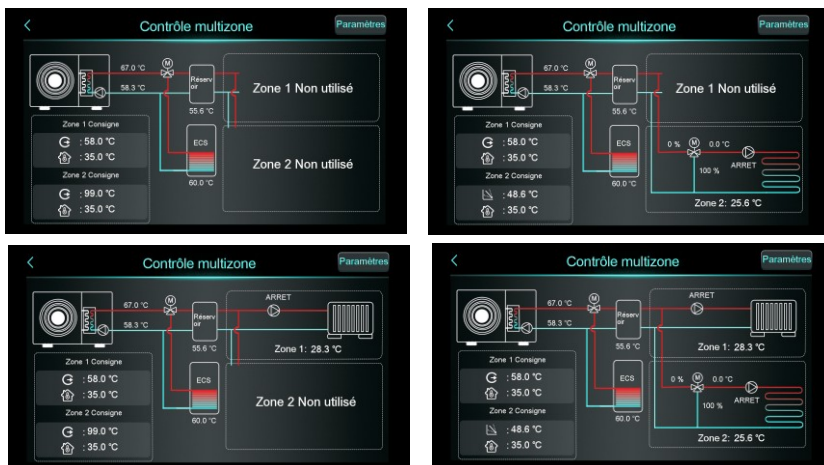 Contrôle multizone
Paramètres
67.0 °C
M
58.3 °C
Réserv
oir
55.6 °C
Zone 1 Non utilisé
Zone 1 Consigne
: 58.0 °C
: 35.0 °C
Zone 2 Consigne
: 99.0 °C
: 35.0 °C
ECS
60.0 °C
Zone 2 Non utilisé
Contrôle multizone
Paramètres
67.0 °C
M
58.3 °C
Réserv
oir
55.6 °C
Zone 1 Non utilisé
Zone 1 Consigne
: 58.0 °C
: 35.0 °C
Zone 2 Consigne
: 48.6 °C
: 35.0 °C
ECS
60.0 °C
0 %
M
0.0 °C
ARRET
100 %
Zone 2: 25.6 °C
Contrôle multizone
Paramètres
67.0 °C
M
58.3 °C
Réserv
oir
55.6 °C
ARRET
Zone 1: 28.3 °C
Zone 1 Consigne
: 58.0 °C
: 35.0 °C
Zone 2 Consigne
: 99.0 °C
: 35.0 °C
ECS
60.0 °C
Zone 2 Non utilisé
Contrôle multizone
Paramètres
67.0 °C
M
58.3 °C
Réserv
oir
55.6 °C
ARRET
Zone 1: 28.3 °C
Zone 1 Consigne
: 58.0 °C
: 35.0 °C
Zone 2 Consigne
: 48.6 °C
: 35.0 °C
ECS
60.0 °C
0 %
M
0.0 °C
ARRET
100 %
Zone 2: 25.6 °C